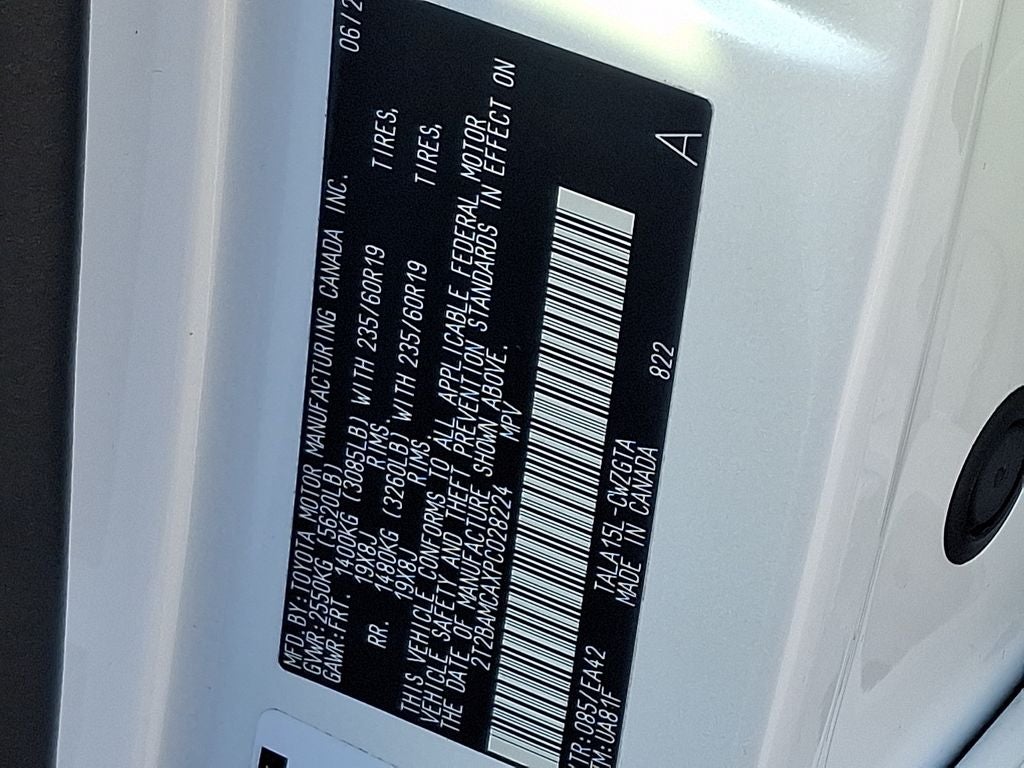 MFD. BY: TOYOTA MOTOR MANUFACTURING CANADA INC. 06/2
GVWR: 2550KG (5620LB)
GAWR: FRT. 1400KG (3085LB) WITH 235/60R19 TIRES,
19X8J RIMS.
RR. 1480KG (3260LB) WITH 235/60R19 TIRES,
19X8J RIMS.
THIS VEHICLE CONFORMS TO ALL APPLICABLE FEDERAL MOTOR
VEHICLE SAFETY AND THEFT PREVENTION STANDARDS IN EFFECT ON
THE DATE OF MANUFACTURE SHOWN ABOVE.
2T2BAMCAXPC028224 MPV
TR: 085/EA42 TALA15L-CWZGTA 822 A
TM: UA81F MADE IN CANADA